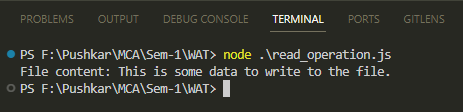 PROBLEMS OUTPUT DEBUG CONSOLE TERMINAL PORTS GITLENS
PS F:\Pushkar\MCA\Sem-1\WAT> node .\read_operation.js
File content: This is some data to write to the file.
PS F:\Pushkar\MCA\Sem-1\WAT>